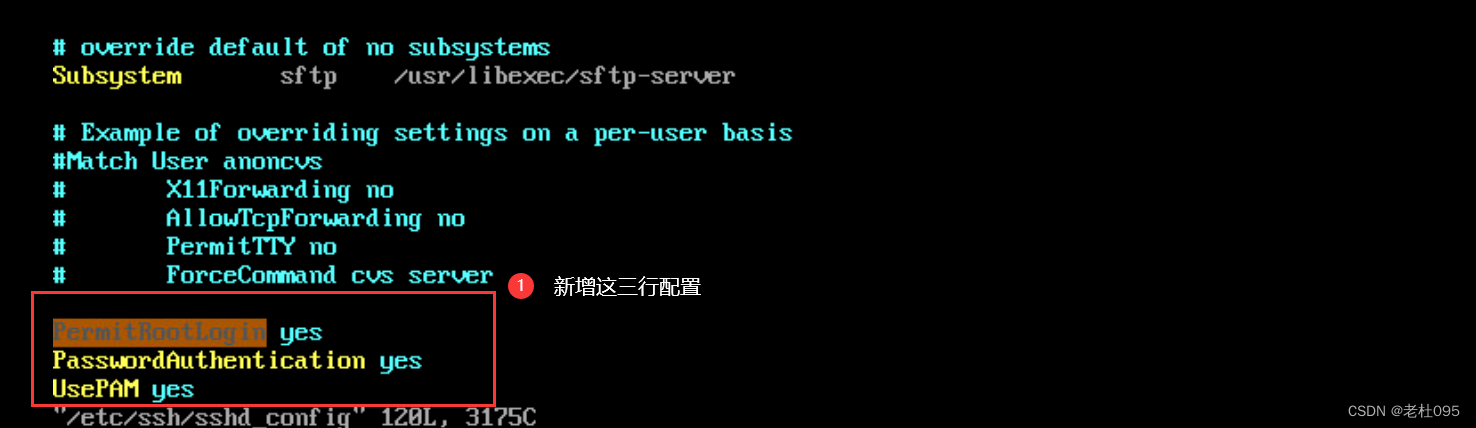 # override default of no subsystems
Subsystem       sftp    /usr/libexec/sftp-server
# Example of overriding settings on a per-user basis
#Match User anoncvs
#       X11Forwarding no
#       AllowTcpForwarding no
#       PermitTTY no
#       ForceCommand cvs server
1 新增这三行配置
PermitRootLogin yes
PasswordAuthentication yes
UsePAM yes
"/etc/ssh/sshd_config" 120L, 3175C
CSDN @老杜095